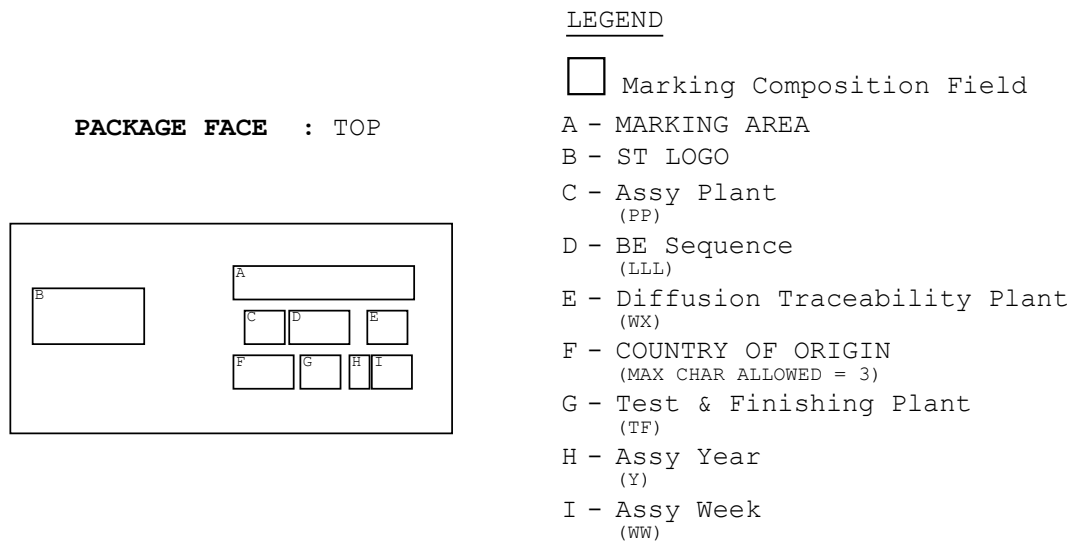 LEGEND
Marking Composition Field
PACKAGE FACE : TOP
A - MARKING AREA
B - ST LOGO
C - Assy Plant
(PP)
D - BE Sequence
(LLL)
E - Diffusion Traceability Plant
(WX)
F - COUNTRY OF ORIGIN
(MAX CHAR ALLOWED = 3)
G - Test & Finishing Plant
(TF)
H - Assy Year
(Y)
I - Assy Week
(WW)
A
B
C D E
F G H I